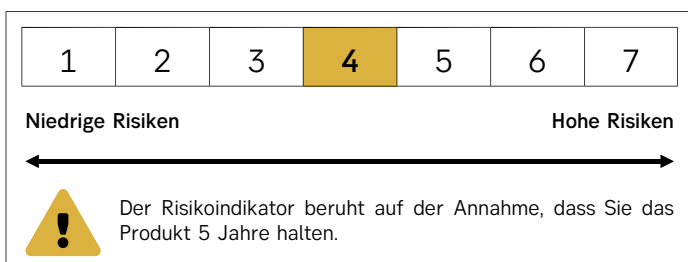 1 2 3 4 5 6 7
Niedrige Risiken Hohe Risiken
Der Risikoindikator beruht auf der Annahme, dass Sie das
Produkt 5 Jahre halten.